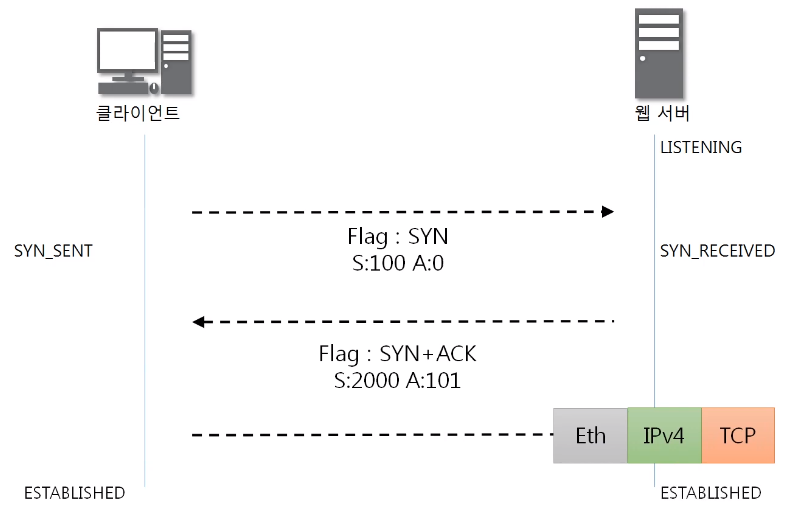 클라이언트
웹 서버
LISTENING
Flag : SYN
S:100 A:0
SYN_SENT
SYN_RECEIVED
Flag : SYN+ACK
S:2000 A:101
Eth
IPv4
TCP
ESTABLISHED
ESTABLISHED